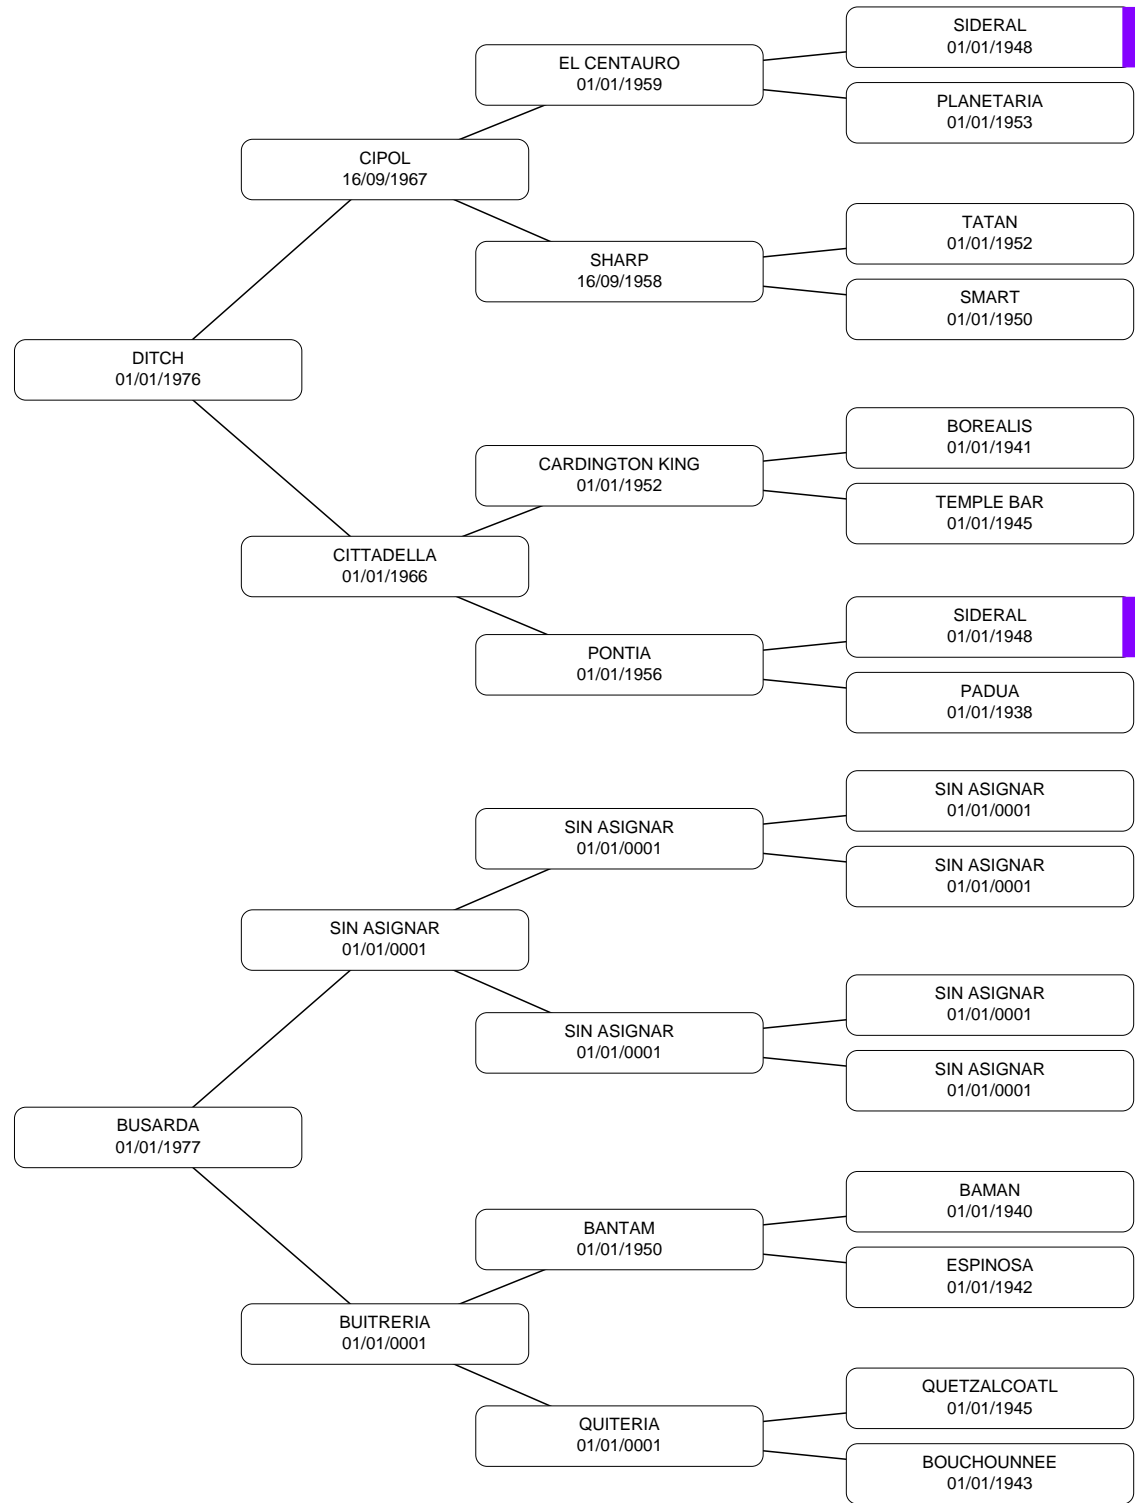 SIDERAL
01/01/1948
EL CENTAURO
01/01/1959
PLANETARIA
01/01/1953
CIPOL
16/09/1967
TATAN
01/01/1952
SHARP
16/09/1958
SMART
01/01/1950
DITCH
01/01/1976
BOREALIS
01/01/1941
CARDINGTON KING
01/01/1952
TEMPLE BAR
01/01/1945
CITTADELLA
01/01/1966
SIDERAL
01/01/1948
PONTIA
01/01/1956
PADUA
01/01/1938
SIN ASIGNAR
01/01/0001
SIN ASIGNAR
01/01/0001
SIN ASIGNAR
01/01/0001
SIN ASIGNAR
01/01/0001
SIN ASIGNAR
01/01/0001
SIN ASIGNAR
01/01/0001
SIN ASIGNAR
01/01/0001
BUSARDA
01/01/1977
BAMAN
01/01/1940
BANTAM
01/01/1950
ESPINOSA
01/01/1942
BUITRERIA
01/01/0001
QUETZALCOATL
01/01/1945
QUITERIA
01/01/0001
BOUCHOUNNEE
01/01/1943